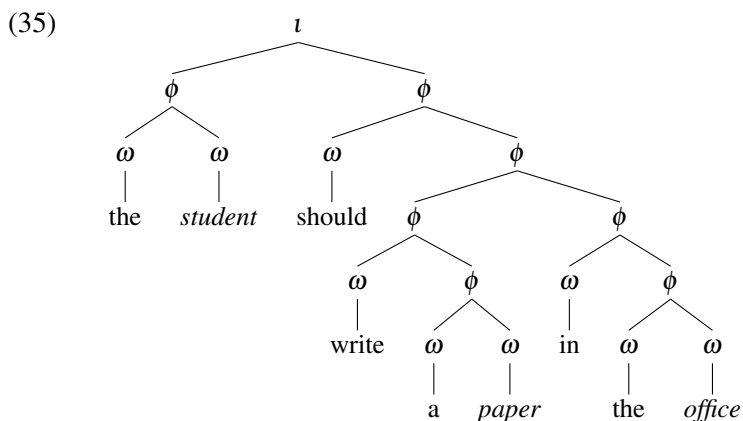 (35) ι
ϕ ϕ
ω ω ω ϕ
the student should ϕ ϕ
ω ϕ ω ϕ
write ω ω in ω ω
a paper the office